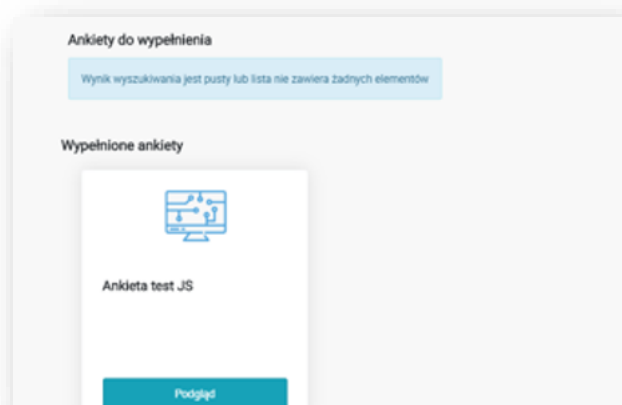 Ankiety do wypełnienia
Wynik wyszukiwania jest pusty lub lista nie zawiera żadnych elementów
Wypełnione ankiety
Ankieta test JS
Podgląd